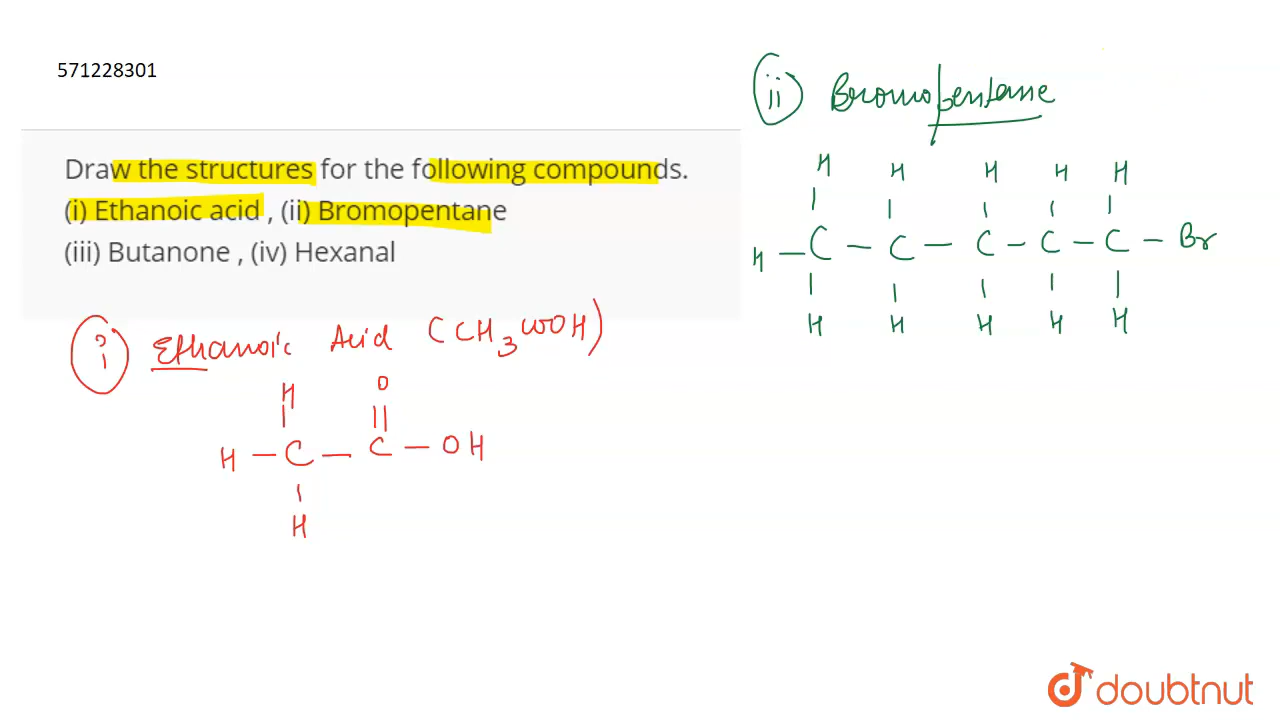 571228301
Draw the structures for the following compounds.
(i) Ethanoic acid , (ii) Bromopentane
(iii) Butanone , (iv) Hexanal
i Ethanoic Acid (CH3COOH)
H O
|| ||
H — C — C — OH
|
H
ii) Bromopentane
H H H H H
| | | | |
H — C — C — C — C — C — Br
| | | | |
H H H H H
doubtnut